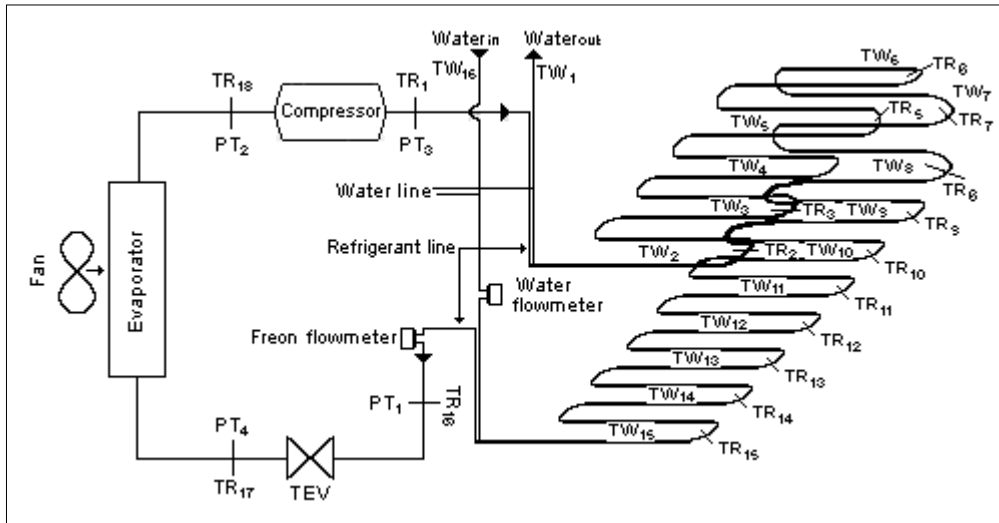 Water in
Water out
TW16
TW1
TR18
PT2
Compressor
TR1
PT3
TW6
TR6
TW7
TR7
TR5
TW5
TW4
TW8
TR6
TW3
TR3
TW9
TR9
TW2
TR2
TW10
TR10
TW11
TR11
TW12
TR12
TW13
TR13
TW14
TR14
TW15
TR15
Water line
Refrigerant line
Water
flowmeter
Freon flowmeter
Fan
Evaporator
PT1
TR16
PT4
TR17
TEV